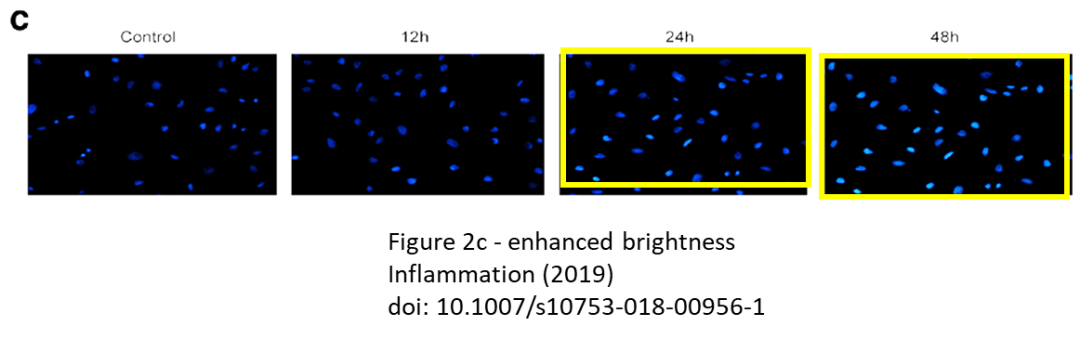 C
Control 12h 24h 48h
Figure 2c - enhanced brightness
Inflammation (2019)
doi: 10.1007/s10753-018-00956-1